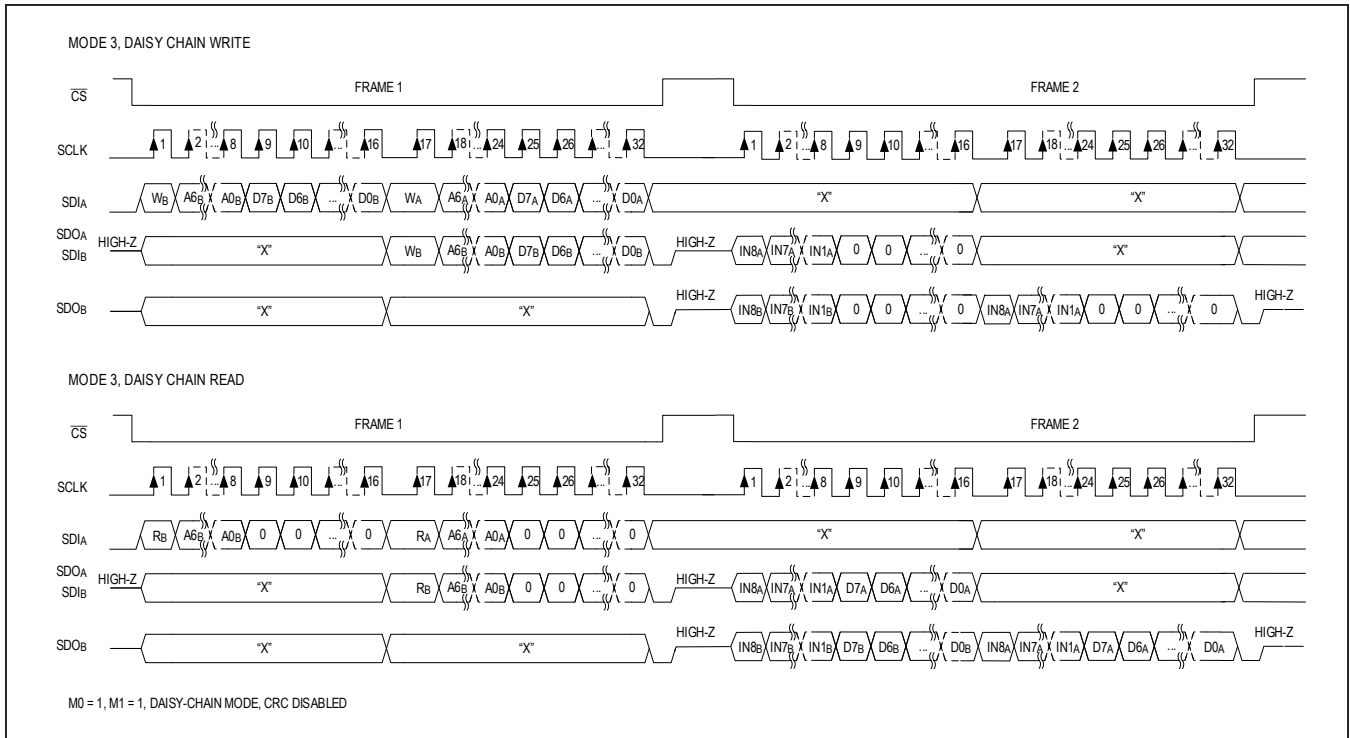 MODE 3, DAISY CHAIN WRITE
CS FRAME 1 FRAME 2
SCLK 1 2 ... 8 9 10 ... 16 17 18 ... 24 25 26 ... 32 1 2 ... 8 9 10 ... 16 17 18 ... 24 25 26 ... 32
SDIA WB A6B A0B D7B D6B ... D0B WA A6A A0A D7A D6A ... D0A "X" "X"
SDOA
SDIB HIGH-Z "X" WB A6B A0B D7B D6B ... D0B HIGH-Z IN8A IN7A IN1A 0 0 ... 0 "X"
SDOB "X" "X" HIGH-Z IN8B IN7B IN1B 0 0 ... 0 IN8A IN7A IN1A 0 0 ... 0 HIGH-Z
MODE 3, DAISY CHAIN READ
CS FRAME 1 FRAME 2
SCLK 1 2 ... 8 9 10 ... 16 17 18 ... 24 25 26 ... 32 1 2 ... 8 9 10 ... 16 17 18 ... 24 25 26 ... 32
SDIA RB A6B A0B 0 0 ... 0 RA A6A A0A 0 0 ... 0 "X" "X"
SDOA
SDIB HIGH-Z "X" RB A6B A0B 0 0 ... 0 HIGH-Z IN8A IN7A IN1A D7A D6A ... D0A "X"
SDOB "X" "X" HIGH-Z IN8B IN7B IN1B D7B D6B ... D0B IN8A IN7A IN1A D7A D6A ... D0A HIGH-Z
M0 = 1, M1 = 1, DAISY-CHAIN MODE, CRC DISABLED